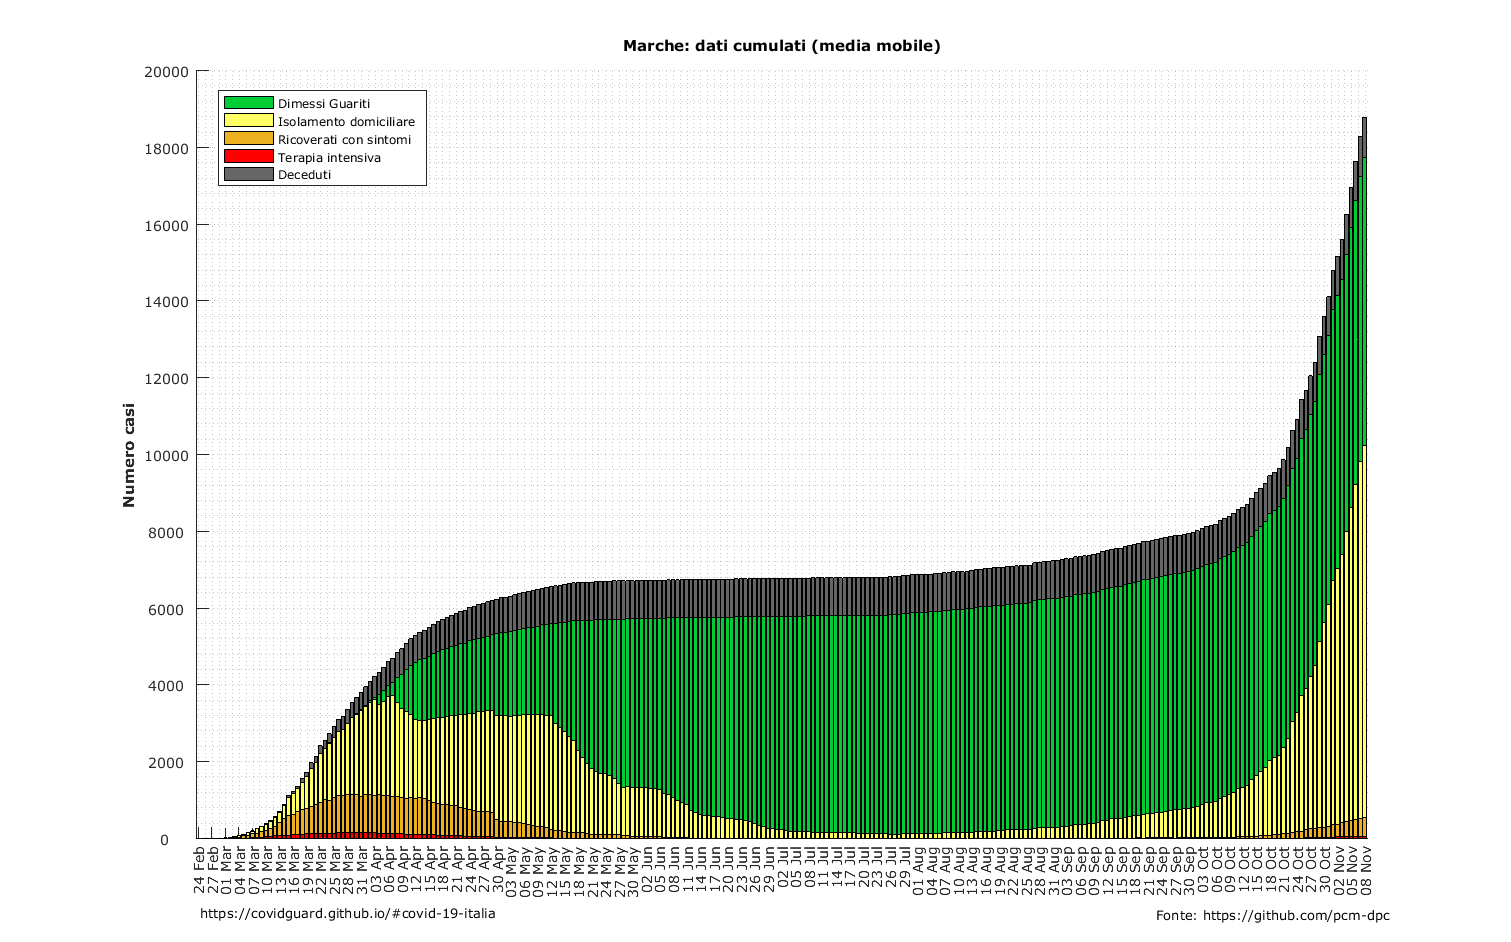 Marche: dati cumulati (media mobile)
20000
18000
16000
14000
12000
10000
8000
6000
4000
2000
0
Numero casi
Dimessi Guariti
Isolamento domiciliare
Ricoverati con sintomi
Terapia intensiva
Deceduti
24 Feb
27 Feb
01 Mar
04 Mar
07 Mar
10 Mar
13 Mar
16 Mar
19 Mar
22 Mar
25 Mar
28 Mar
31 Mar
03 Apr
06 Apr
09 Apr
12 Apr
15 Apr
18 Apr
21 Apr
24 Apr
27 Apr
30 Apr
03 May
06 May
09 May
12 May
15 May
18 May
21 May
24 May
27 May
30 May
02 Jun
05 Jun
08 Jun
11 Jun
14 Jun
17 Jun
20 Jun
23 Jun
26 Jun
29 Jun
02 Jul
05 Jul
08 Jul
11 Jul
14 Jul
17 Jul
20 Jul
23 Jul
26 Jul
29 Jul
01 Aug
04 Aug
07 Aug
10 Aug
13 Aug
16 Aug
19 Aug
22 Aug
25 Aug
28 Aug
31 Aug
03 Sep
06 Sep
09 Sep
12 Sep
15 Sep
18 Sep
21 Sep
24 Sep
27 Sep
30 Sep
03 Oct
06 Oct
09 Oct
12 Oct
15 Oct
18 Oct
21 Oct
24 Oct
27 Oct
30 Oct
02 Nov
05 Nov
08 Nov
https://covidguard.github.io/#covid-19-italia
Fonte: https://github.com/pcm-dpc